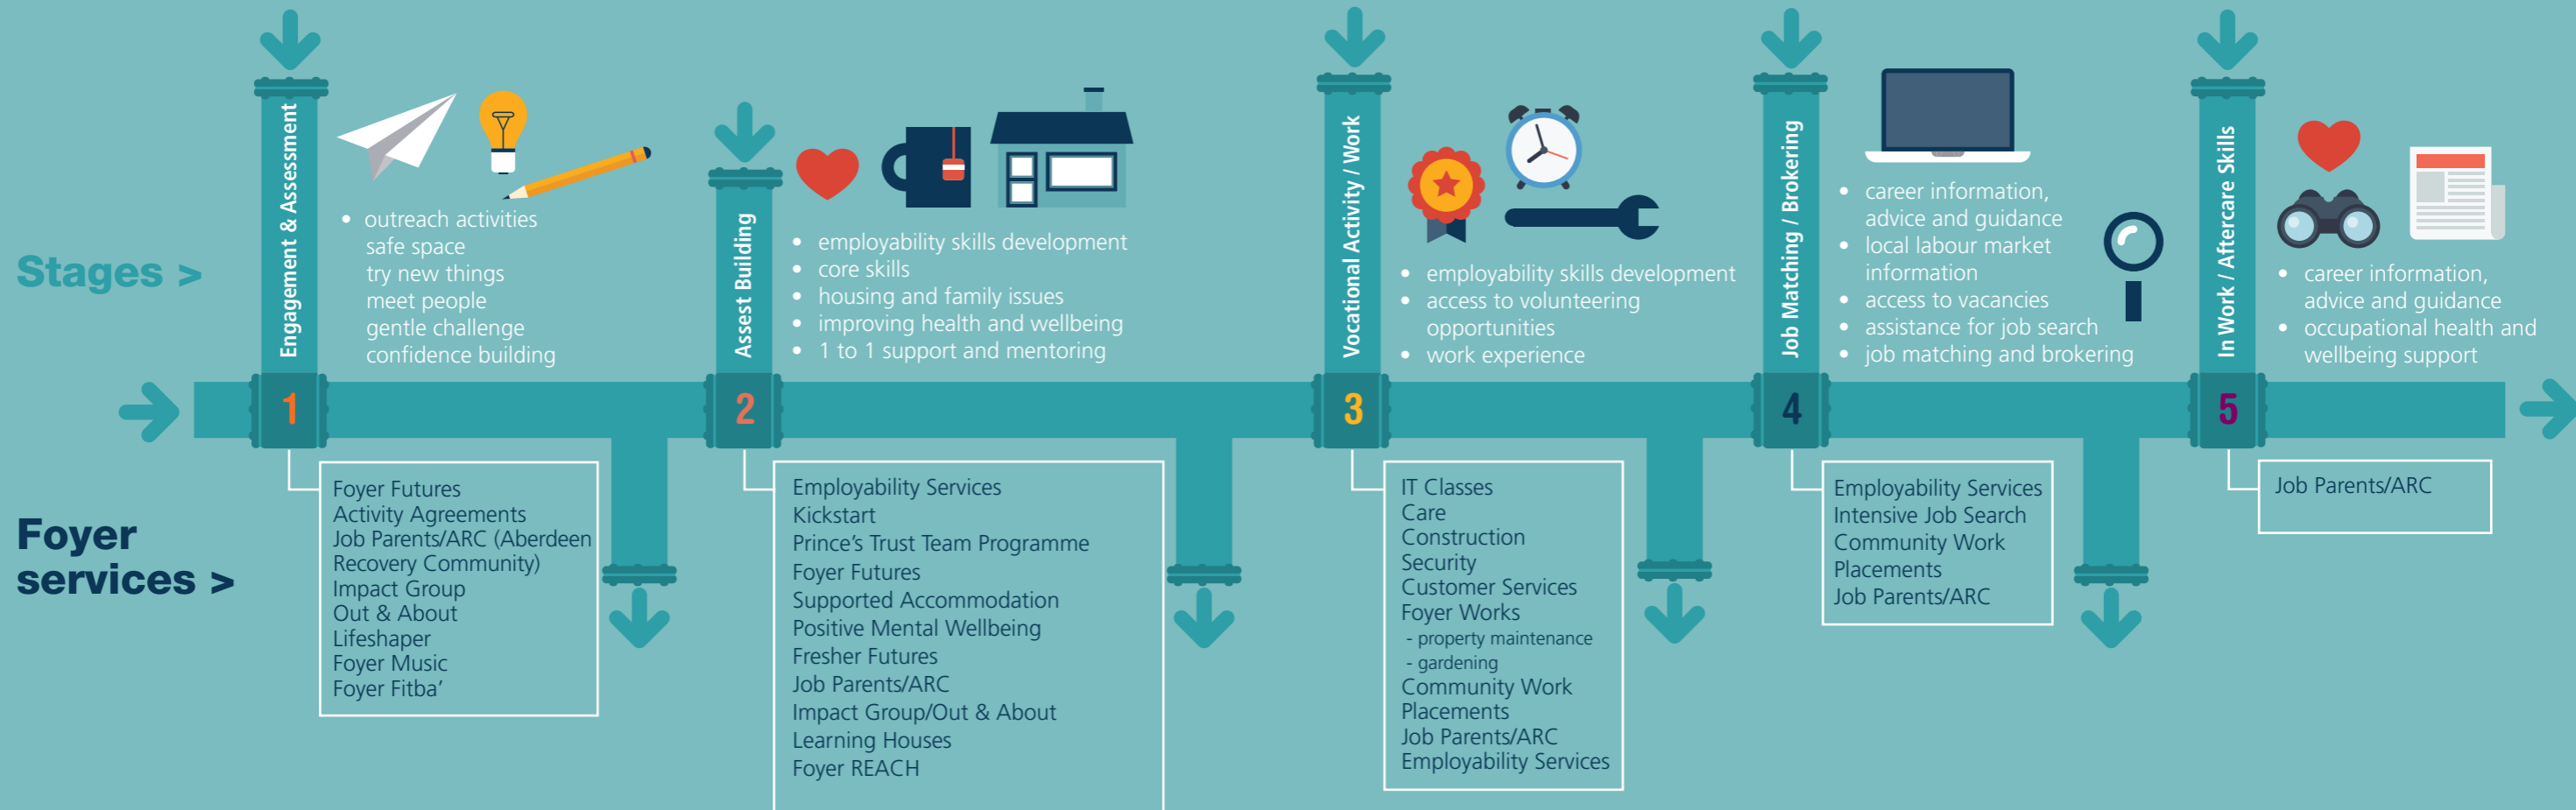 Stages >
Engagement & Assessment
• outreach activities
safe space
try new things
meet people
gentle challenge
confidence building
Assest Building
• employability skills development
• core skills
• housing and family issues
• improving health and wellbeing
• 1 to 1 support and mentoring
Vocational Activity / Work
• employability skills development
• access to volunteering
opportunities
• work experience
Job Matching / Brokering
• career information,
advice and guidance
• local labour market
information
• access to vacancies
• assistance for job search
• job matching and brokering
In Work / Aftercare Skills
• career information,
advice and guidance
• occupational health and
wellbeing support
1
2
3
4
5
Foyer
services >
Foyer Futures
Activity Agreements
Job Parents/ARC (Aberdeen
Recovery Community)
Impact Group
Out & About
Lifeshaper
Foyer Music
Foyer Fitba’
Employability Services
Kickstart
Prince’s Trust Team Programme
Foyer Futures
Supported Accommodation
Positive Mental Wellbeing
Fresher Futures
Job Parents/ARC
Impact Group/Out & About
Learning Houses
Foyer REACH
IT Classes
Care
Construction
Security
Customer Services
Foyer Works
- property maintenance
- gardening
Community Work
Placements
Job Parents/ARC
Employability Services
Employability Services
Intensive Job Search
Community Work
Placements
Job Parents/ARC
Job Parents/ARC